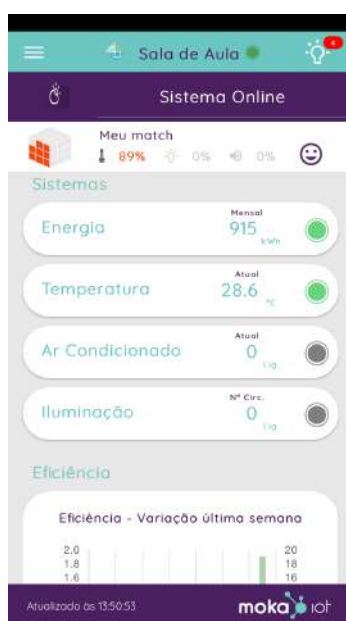 Sala de Aula
Sistema Online
Meu match
89% 0% 0%
Sistemas
Energia
Mensal
915
kWh
Temperatura
Atual
28.6
°C
Ar Condicionado
Atual
0
Lig.
Iluminação
Nº Circ.
0
Lig.
Eficiência
Eficiência - Variação última semana
2.0 20
1.8 18
1.6 16
Atualizado às 13:50:53
moka iot